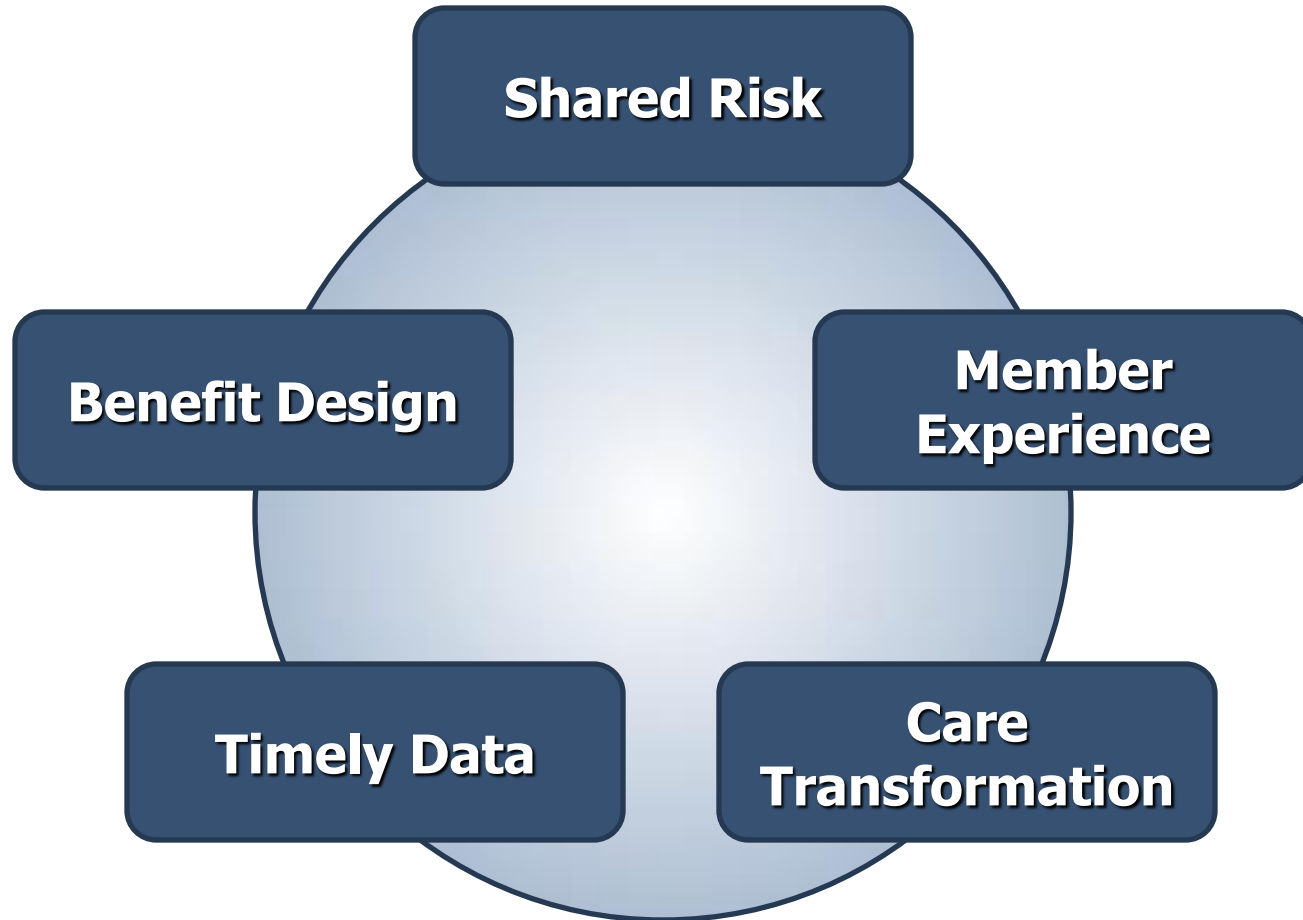 Shared Risk
Benefit Design
Member
Experience
Timely Data
Care
Transformation